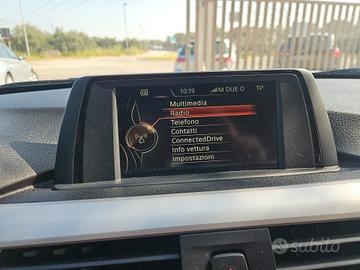 10:19 M DUE O TP
Multimedia
Radio
Telefono
Contatti
ConnectedDrive
Info vettura
Impostazioni
subito